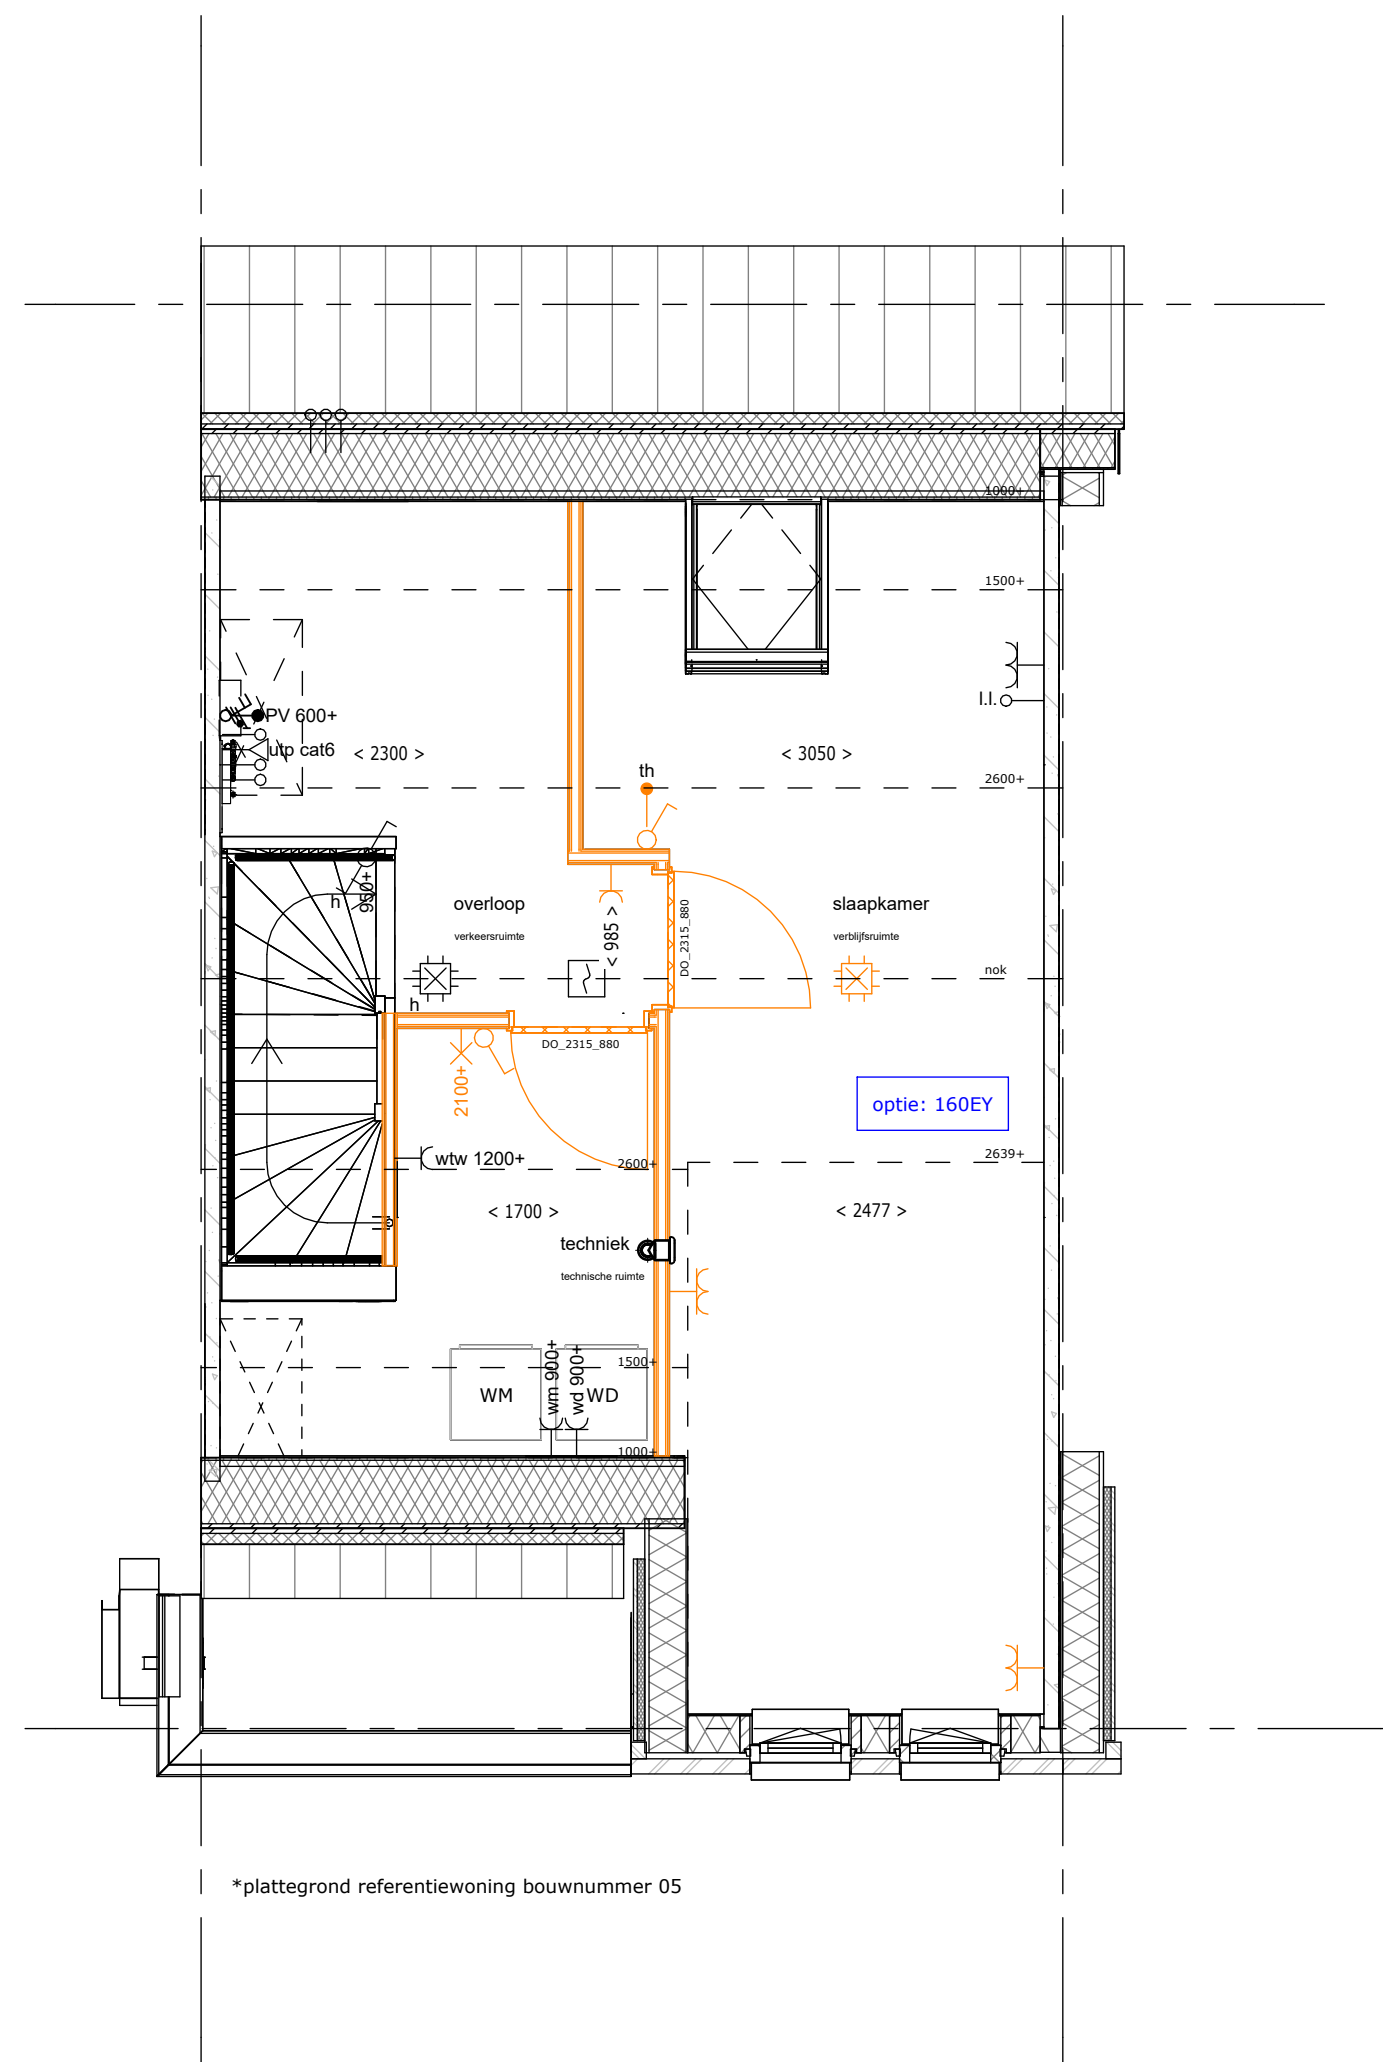 1000+
1500+
l.l.
PV 600+
utp cat6
< 2300 >
< 3050 >
th
2600+
950+
h
overloop
verkeersruimte
< 985 >
DO_2315_880
slaapkamer
verblijfsruimte
nok
h
DO_2315_880
2100+
optie: 160EY
wtw 1200+
2600+
2639+
< 1700 >
< 2477 >
techniek
technische ruimte
wm 900+
wd 900+
1500+
WM
WD
1000+
*plattegrond referentiewoning bouwnummer 05